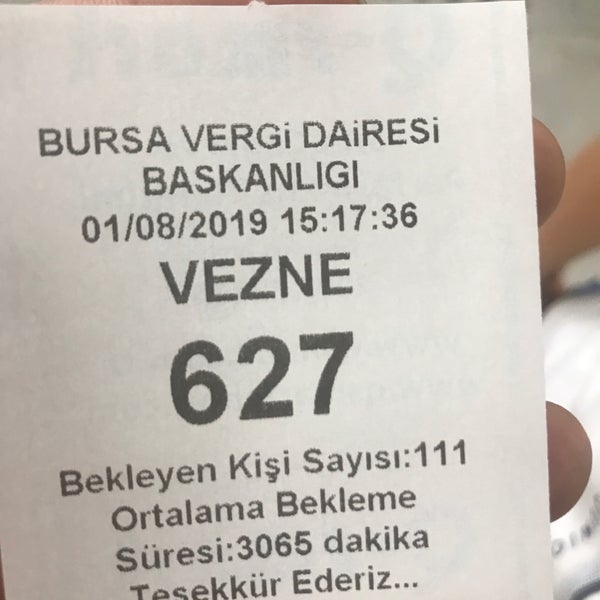 BURSA VERGi DAiRESi
BASKANLIGI
01/08/2019 15:17:36
VEZNE
627
Bekleyen Kişi Sayısı:111
Ortalama Bekleme
Süresi:3065 dakika
Teşekkür Ederiz...